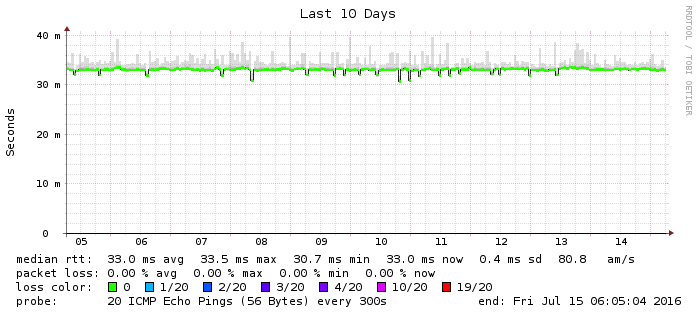 Last 10 Days
RRDTOOL / TOBI OETIKER
Seconds
40 m
30 m
20 m
10 m
0
05 06 07 08 09 10 11 12 13 14
median rtt: 33.0 ms avg 33.5 ms max 30.7 ms min 33.0 ms now 0.4 ms sd 80.8 am/s
packet loss: 0.00 % avg 0.00 % max 0.00 % min 0.00 % now
loss color: 0 1/20 2/20 3/20 4/20 10/20 19/20
probe: 20 ICMP Echo Pings (56 Bytes) every 300s end: Fri Jul 15 06:05:04 2016